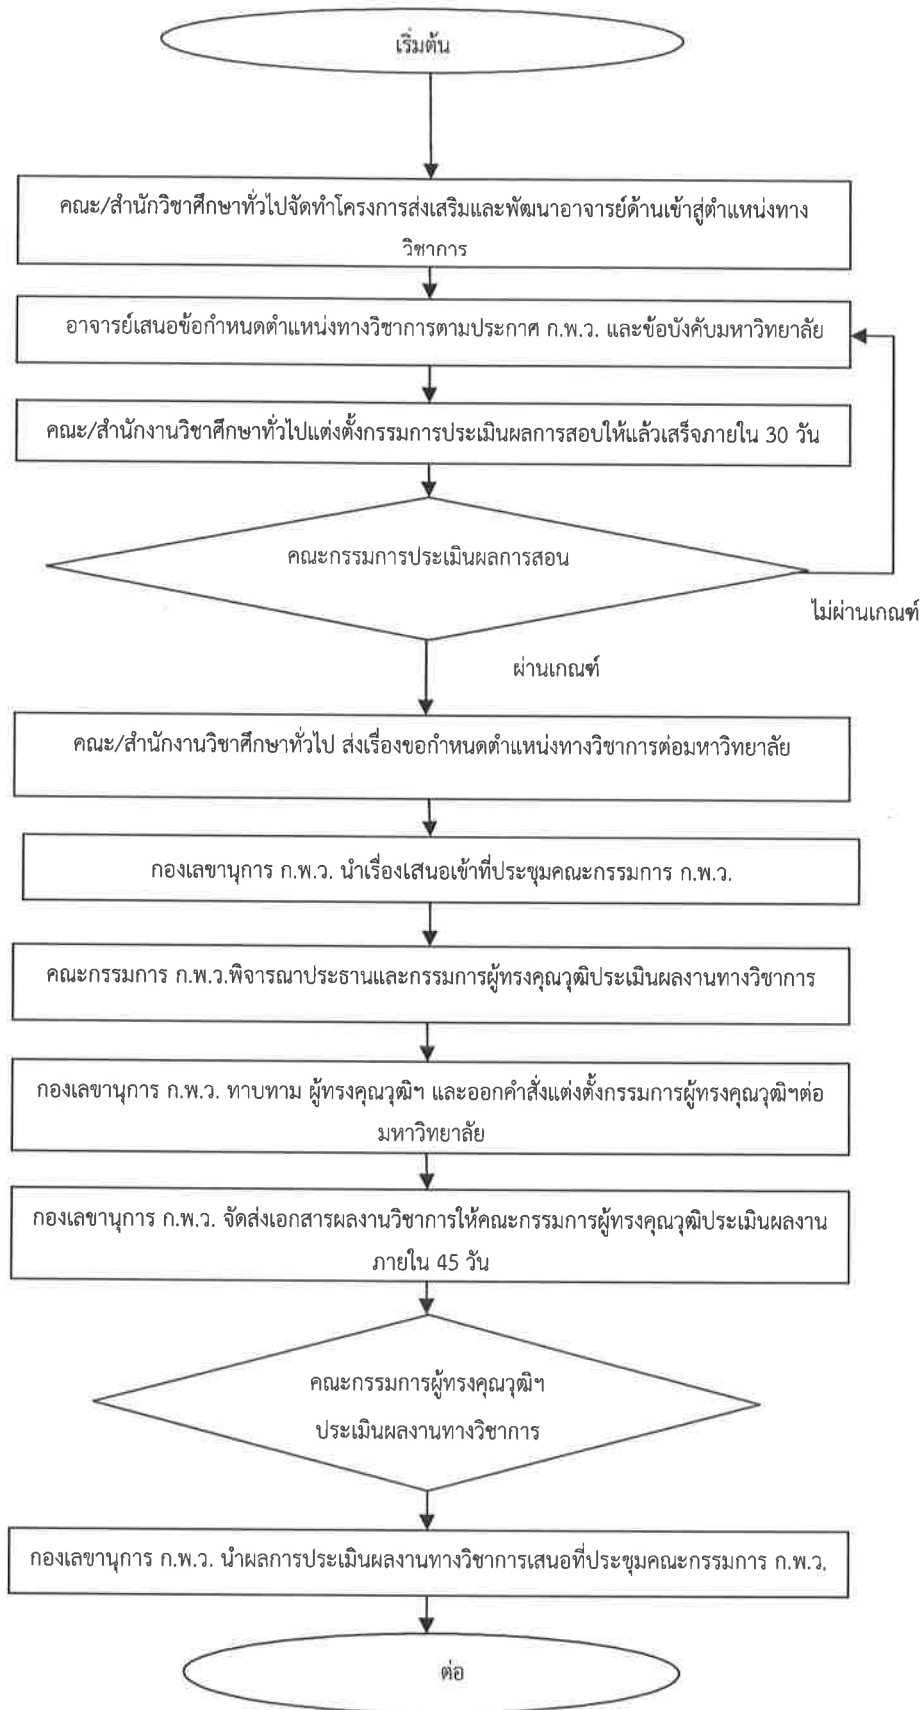 เริ่มต้น
คณะ/สำนักวิชาศึกษาทั่วไปจัดทำโครงการส่งเสริมและพัฒนาอาจารย์ด้านเข้าสู่ตำแหน่งทาง
วิชาการ
อาจารย์เสนอข้อกำหนดตำแหน่งทางวิชาการตามประกาศ ก.พ.ว. และข้อบังคับมหาวิทยาลัย
คณะ/สำนักงานวิชาศึกษาทั่วไปแต่งตั้งกรรมการประเมินผลการสอบให้แล้วเสร็จภายใน 30 วัน
คณะกรรมการประเมินผลการสอน
ไม่ผ่านเกณฑ์
ผ่านเกณฑ์
คณะ/สำนักงานวิชาศึกษาทั่วไป ส่งเรื่องขอกำหนดตำแหน่งทางวิชาการต่อมหาวิทยาลัย
กองเลขานุการ ก.พ.ว. นำเรื่องเสนอเข้าที่ประชุมคณะกรรมการ ก.พ.ว.
คณะกรรมการ ก.พ.ว.พิจารณาประธานและกรรมการผู้ทรงคุณวุฒิประเมินผลงานทางวิชาการ
กองเลขานุการ ก.พ.ว. ทาบทาม ผู้ทรงคุณวุฒิฯ และออกคำสั่งแต่งตั้งกรรมการผู้ทรงคุณวุฒิฯต่อ
มหาวิทยาลัย
กองเลขานุการ ก.พ.ว. จัดส่งเอกสารผลงานวิชาการให้คณะกรรมการผู้ทรงคุณวุฒิประเมินผลงาน
ภายใน 45 วัน
คณะกรรมการผู้ทรงคุณวุฒิฯ
ประเมินผลงานทางวิชาการ
กองเลขานุการ ก.พ.ว. นำผลการประเมินผลงานทางวิชาการเสนอที่ประชุมคณะกรรมการ ก.พ.ว.
ต่อ